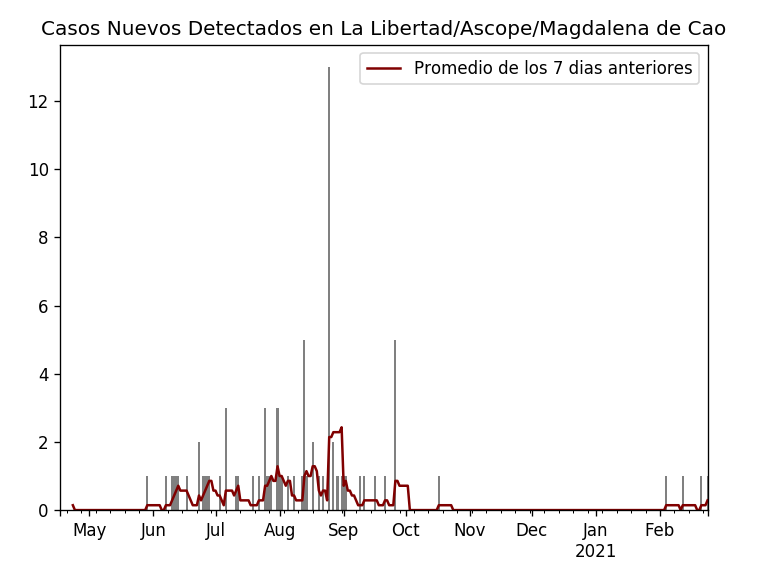 Casos Nuevos Detectados en La Libertad/Ascope/Magdalena de Cao
Promedio de los 7 dias anteriores
12
10
8
6
4
2
0
May Jun Jul Aug Sep Oct Nov Dec Jan Feb
2021